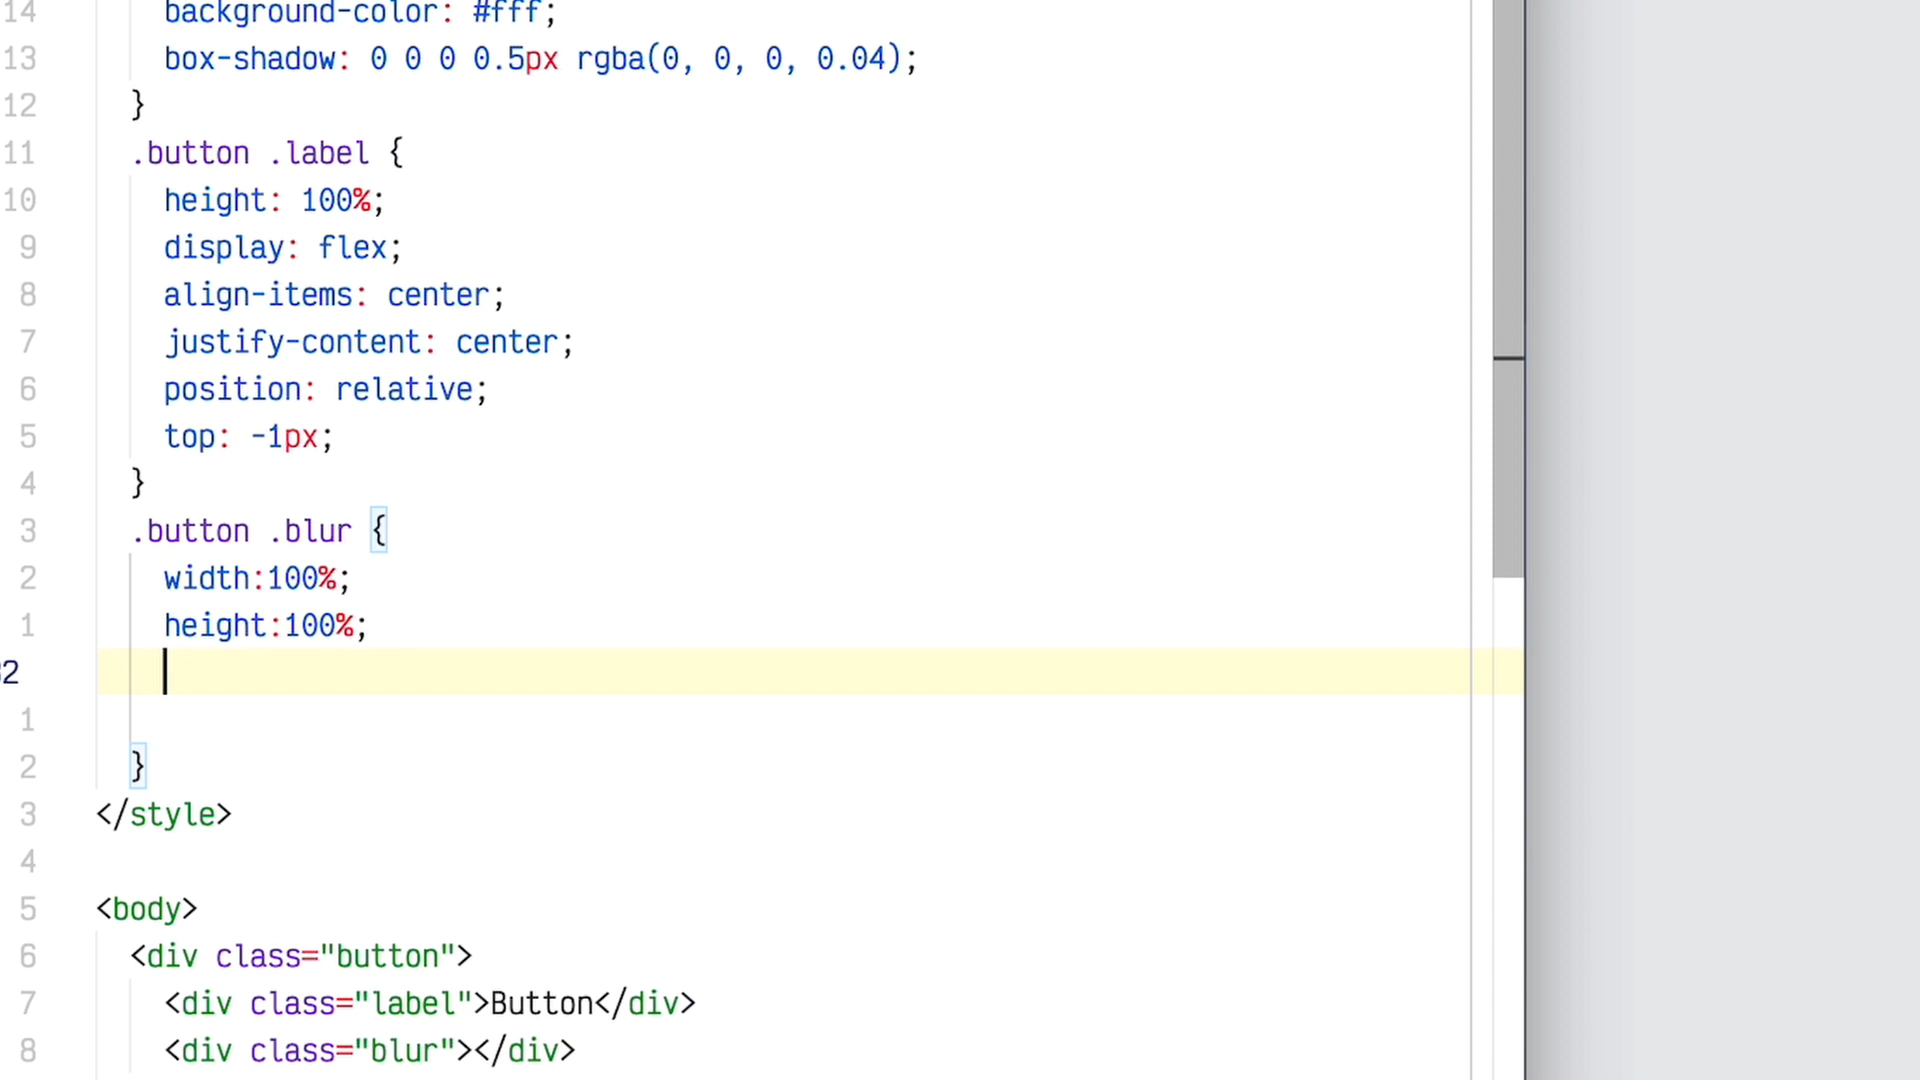 14 background-color: #fff;
13 box-shadow: 0 0 0 0.5px rgba(0, 0, 0, 0.04);
12 }
11 .button .label {
10 height: 100%;
9 display: flex;
8 align-items: center;
7 justify-content: center;
6 position: relative;
5 top: -1px;
4 }
3 .button .blur {
2 width:100%;
1 height:100%;
2
1
2 }
3 </style>
4
5 <body>
6 <div class="button">
7 <div class="label">Button</div>
8 <div class="blur"></div>